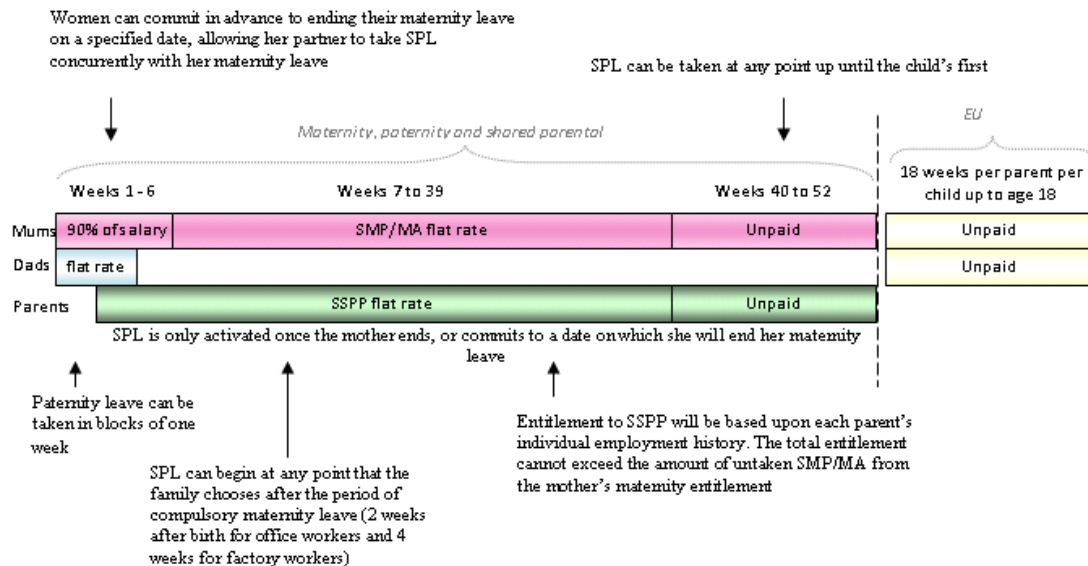 Women can commit in advance to ending their maternity leave
on a specified date, allowing her partner to take SPL
concurrently with her maternity leave
SPL can be taken at any point up until the child's first
Maternity, paternity and shared parental
EU
Weeks 1 - 6
Weeks 7 to 39
Weeks 40 to 52
18 weeks per parent per
child up to age 18
Mums
90% of salary
SMP/MA flat rate
Unpaid
Unpaid
Dads
flat rate
Unpaid
Parents
SSPP flat rate
Unpaid
SPL is only activated once the mother ends, or commits to a date on which she will end her maternity
leave
Paternity leave can be
taken in blocks of one
week
Entitlement to SSPP will be based upon each parent's
individual employment history. The total entitlement
cannot exceed the amount of untaken SMP/MA from
the mother's maternity entitlement
SPL can begin at any point that the
family chooses after the period of
compulsory maternity leave (2 weeks
after birth for office workers and 4
weeks for factory workers)